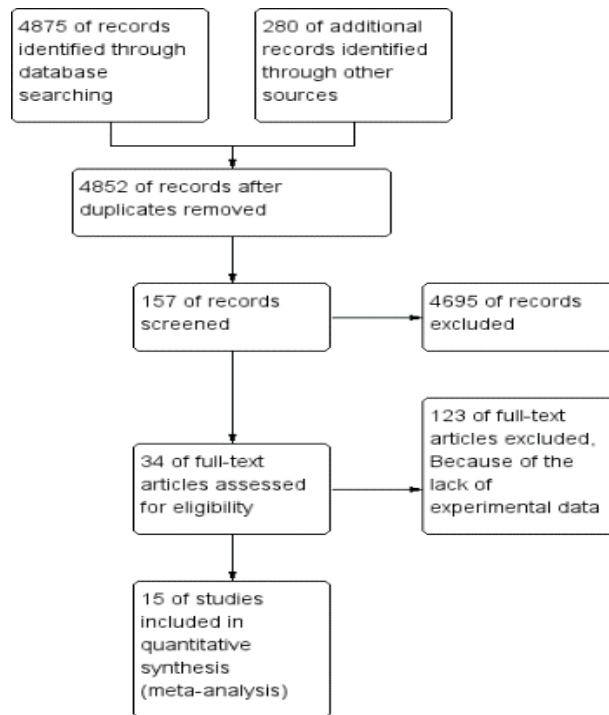 4875 of records
identified through
database
searching
280 of additional
records identified
through other
sources
4852 of records after
duplicates removed
157 of records
screened
4695 of records
excluded
34 of full-text
articles assessed
for eligibility
123 of full-text
articles excluded,
Because of the
lack of
experimental data
15 of studies
included in
quantitative
synthesis
(meta-analysis)